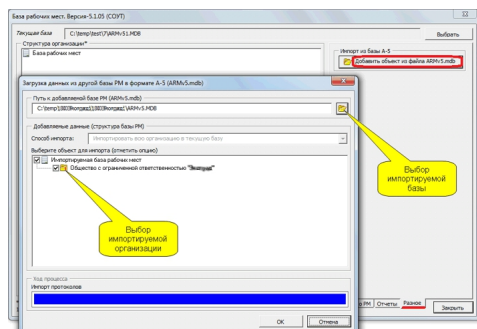 База рабочих мест. Версия-5.1.05 (СОУТ)
Текущая база C:\temp\test\7\ARMv51.MDB
Выбрать
Структура организации*
База рабочих мест
Импорт из базы А-5
Добавить объект из файла ARMv5.mdb
Загрузка данных из другой базы РМ в формате А-5 (ARMv5.mdb)
Путь к добавляемой базе РМ (ARMv5.mdb)
\ARMv5.MDB
Добавляемые данные (структура базы РМ)
Способ импорта: Импортировать всю организацию в текущую базу
Выберите объект для импорта (отметить опцию)
Импортируемая база рабочих мест
Общество с ограниченной ответственностью
Выбор
импортируемой
базы
Выбор
импортируемой
организации
Ход процесса
Импорт протоколов
РМ Отчеты Разное
Закрыть
ОК Отмена